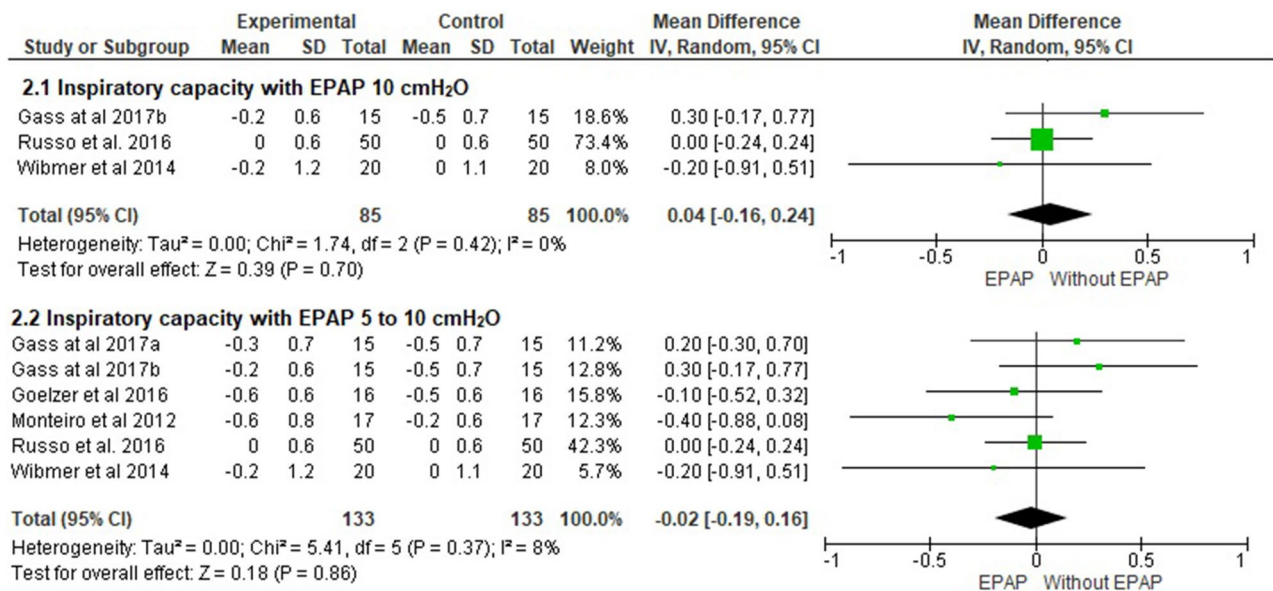 Experimental Control Mean Difference Mean Difference
Study or Subgroup Mean SD Total Mean SD Total Weight IV, Random, 95% CI IV, Random, 95% CI
2.1 Inspiratory capacity with EPAP 10 cmH₂O
Gass at al 2017b -0.2 0.6 15 -0.5 0.7 15 18.6% 0.30 [-0.17, 0.77]
Russo et al. 2016 0 0.6 50 0 0.6 50 73.4% 0.00 [-0.24, 0.24]
Wibmer et al 2014 -0.2 1.2 20 0 1.1 20 8.0% -0.20 [-0.91, 0.51]
Total (95% CI) 85 85 100.0% 0.04 [-0.16, 0.24]
Heterogeneity: Tau² = 0.00; Chi² = 1.74, df = 2 (P = 0.42); I² = 0%
Test for overall effect: Z = 0.39 (P = 0.70)
-1 -0.5 0 0.5 1
EPAP Without EPAP
2.2 Inspiratory capacity with EPAP 5 to 10 cmH₂O
Gass at al 2017a -0.3 0.7 15 -0.5 0.7 15 11.2% 0.20 [-0.30, 0.70]
Gass at al 2017b -0.2 0.6 15 -0.5 0.7 15 12.8% 0.30 [-0.17, 0.77]
Goelzer et al 2016 -0.6 0.6 16 -0.5 0.6 16 15.8% -0.10 [-0.52, 0.32]
Monteiro et al 2012 -0.6 0.8 17 -0.2 0.6 17 12.3% -0.40 [-0.88, 0.08]
Russo et al. 2016 0 0.6 50 0 0.6 50 42.3% 0.00 [-0.24, 0.24]
Wibmer et al 2014 -0.2 1.2 20 0 1.1 20 5.7% -0.20 [-0.91, 0.51]
Total (95% CI) 133 133 100.0% -0.02 [-0.19, 0.16]
Heterogeneity: Tau² = 0.00; Chi² = 5.41, df = 5 (P = 0.37); I² = 8%
Test for overall effect: Z = 0.18 (P = 0.86)
-1 -0.5 0 0.5 1
EPAP Without EPAP